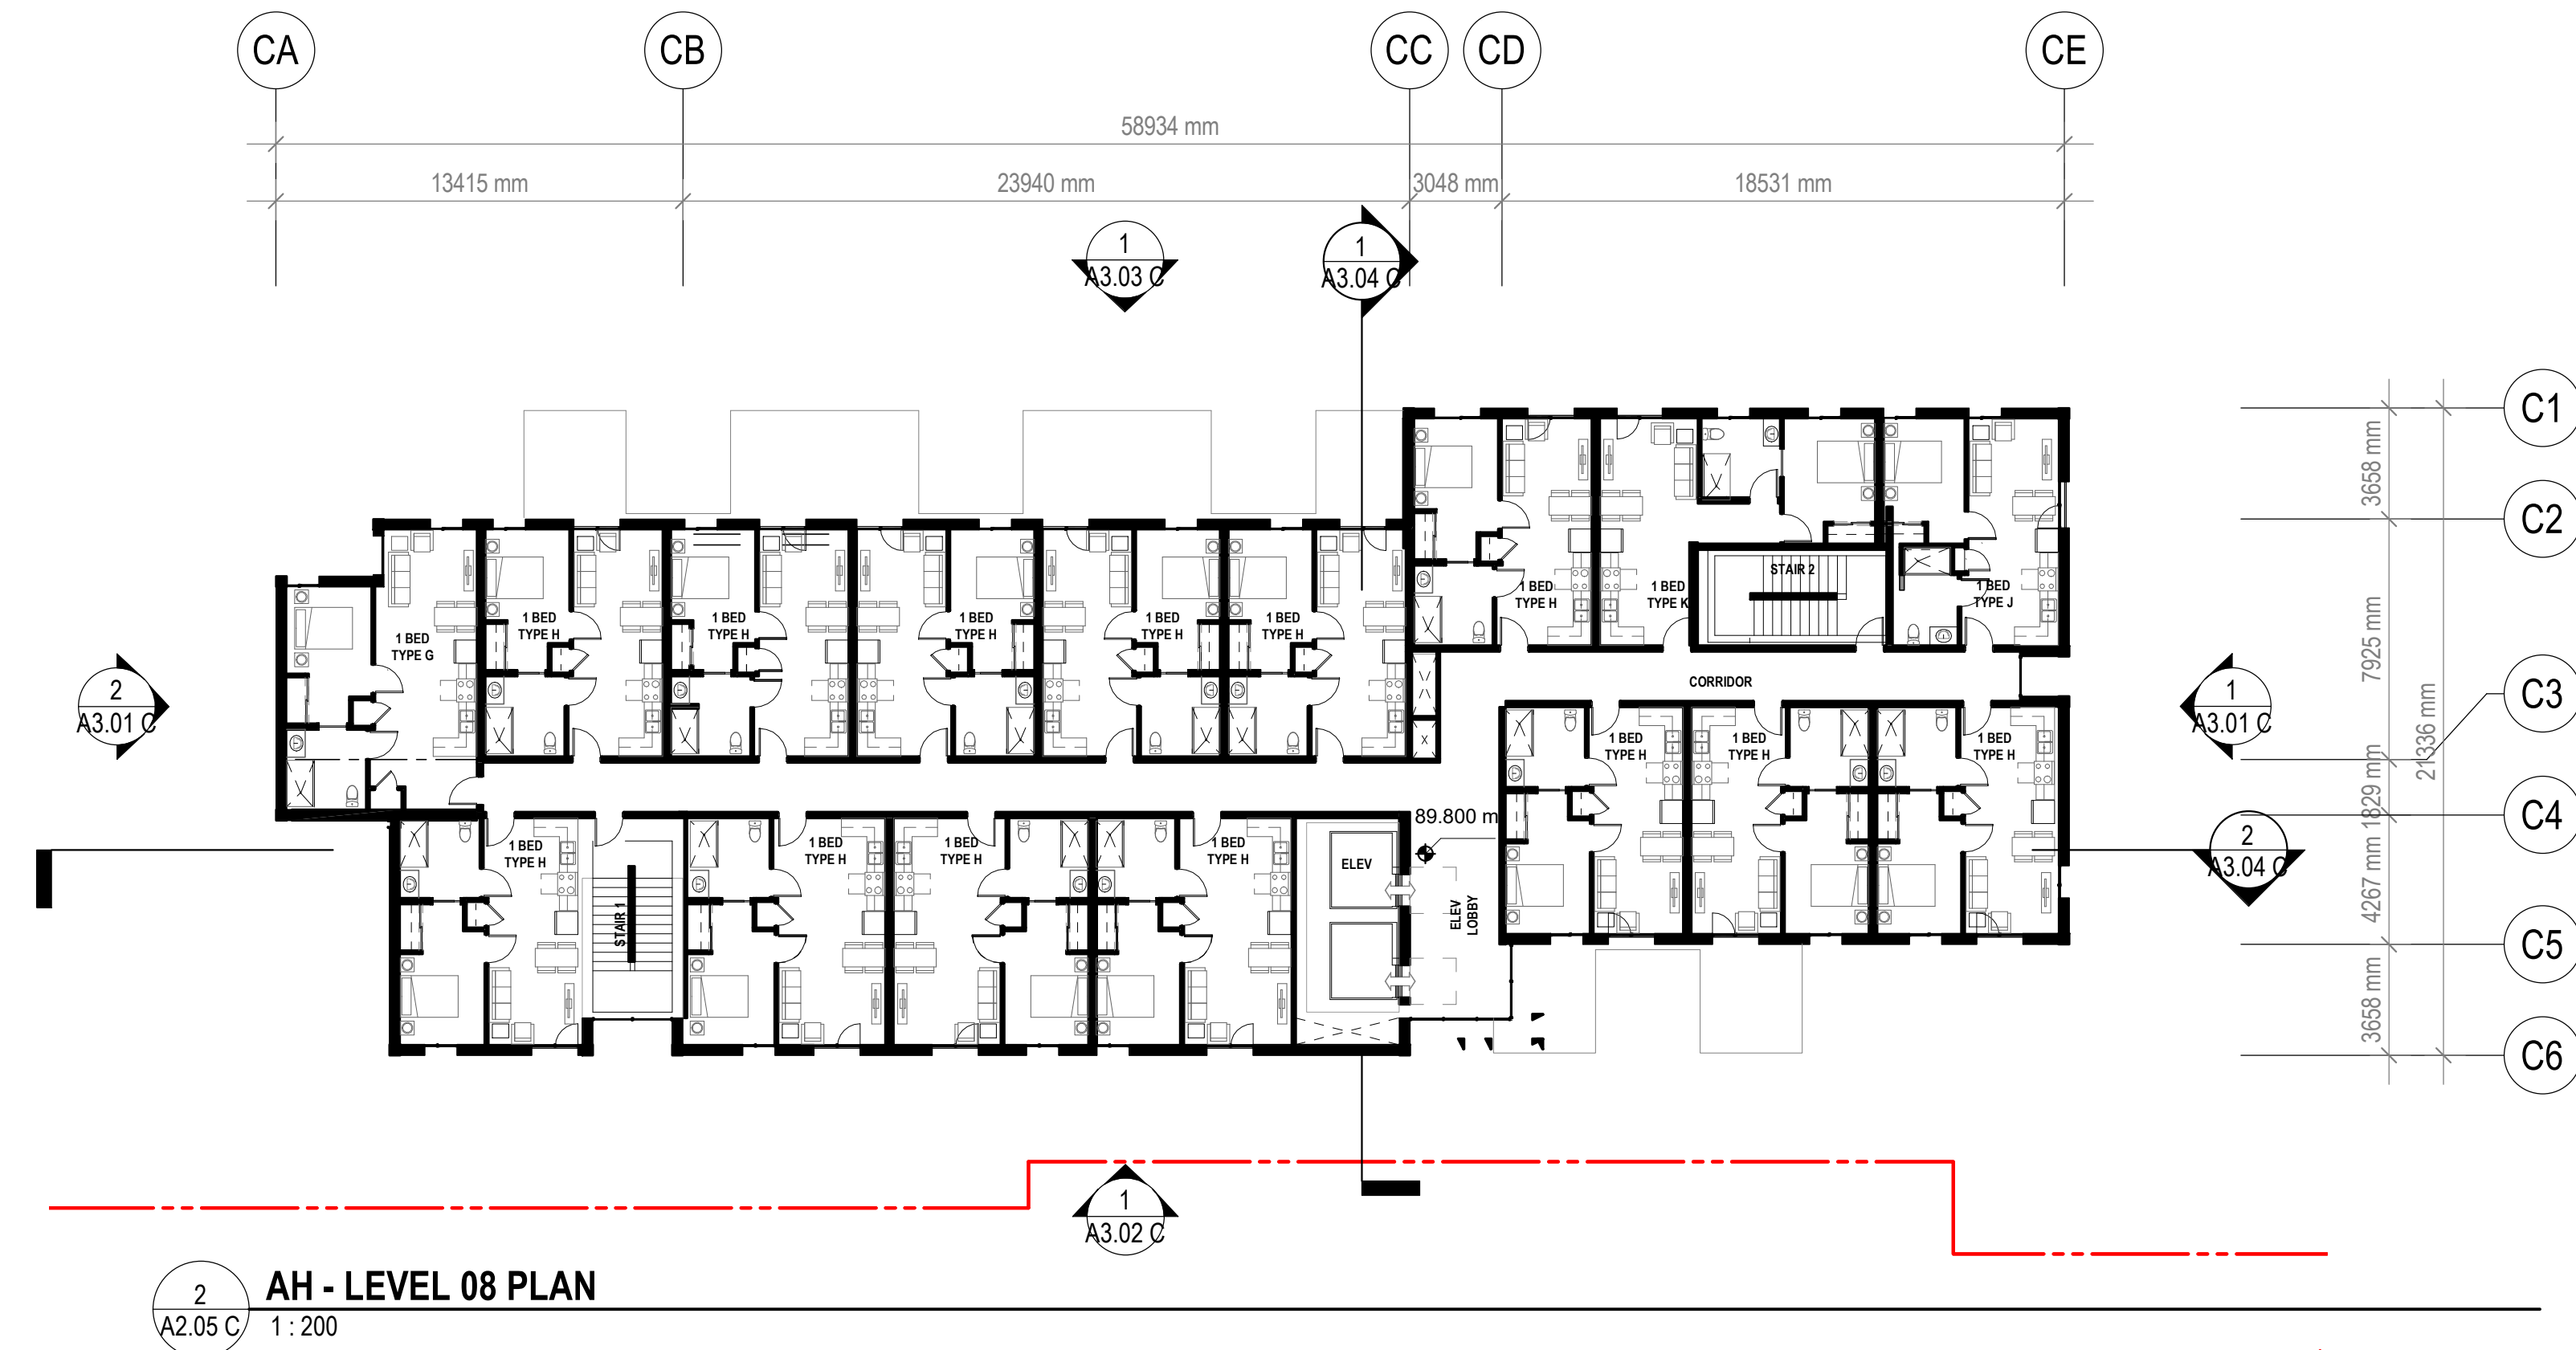 CA
CB
CC
CD
CE
58934 mm
13415 mm
23940 mm
3048 mm
18531 mm
1
A3.03 C
1
A3.04 C
C1
3658 mm
C2
7925 mm
C3
21336 mm
1829 mm
C4
4267 mm
C5
3658 mm
C6
2
A3.01 C
1
A3.01 C
2
A3.04 C
1 BED
TYPE G
1 BED
TYPE H
1 BED
TYPE H
1 BED
TYPE H
1 BED
TYPE H
1 BED
TYPE H
1 BED
TYPE H
1 BED
TYPE K
STAIR 2
1 BED
TYPE J
CORRIDOR
1 BED
TYPE H
1 BED
TYPE H
1 BED
TYPE H
1 BED
TYPE H
STAIR 1
1 BED
TYPE H
1 BED
TYPE H
1 BED
TYPE H
ELEV
89.800 m
ELEV
LOBBY
1
A3.02 C
2
A2.05 C
AH - LEVEL 08 PLAN
1 : 200